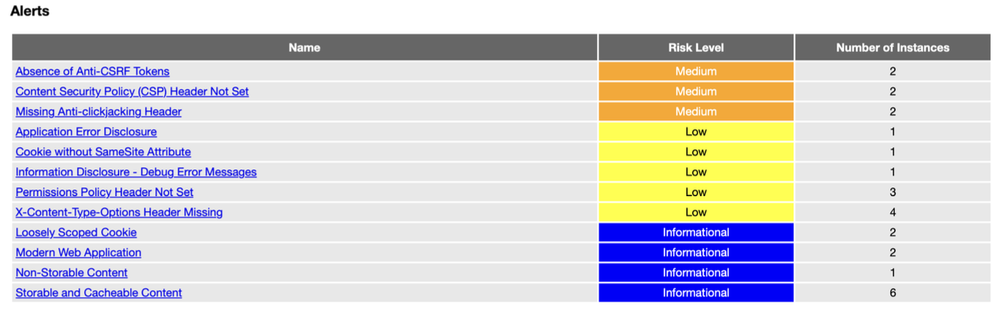 Alerts
Name Risk Level Number of Instances
Absence of Anti-CSRF Tokens Medium 2
Content Security Policy (CSP) Header Not Set Medium 2
Missing Anti-clickjacking Header Medium 2
Application Error Disclosure Low 1
Cookie without SameSite Attribute Low 1
Information Disclosure - Debug Error Messages Low 1
Permissions Policy Header Not Set Low 3
X-Content-Type-Options Header Missing Low 4
Loosely Scoped Cookie Informational 2
Modern Web Application Informational 2
Non-Storable Content Informational 1
Storable and Cacheable Content Informational 6